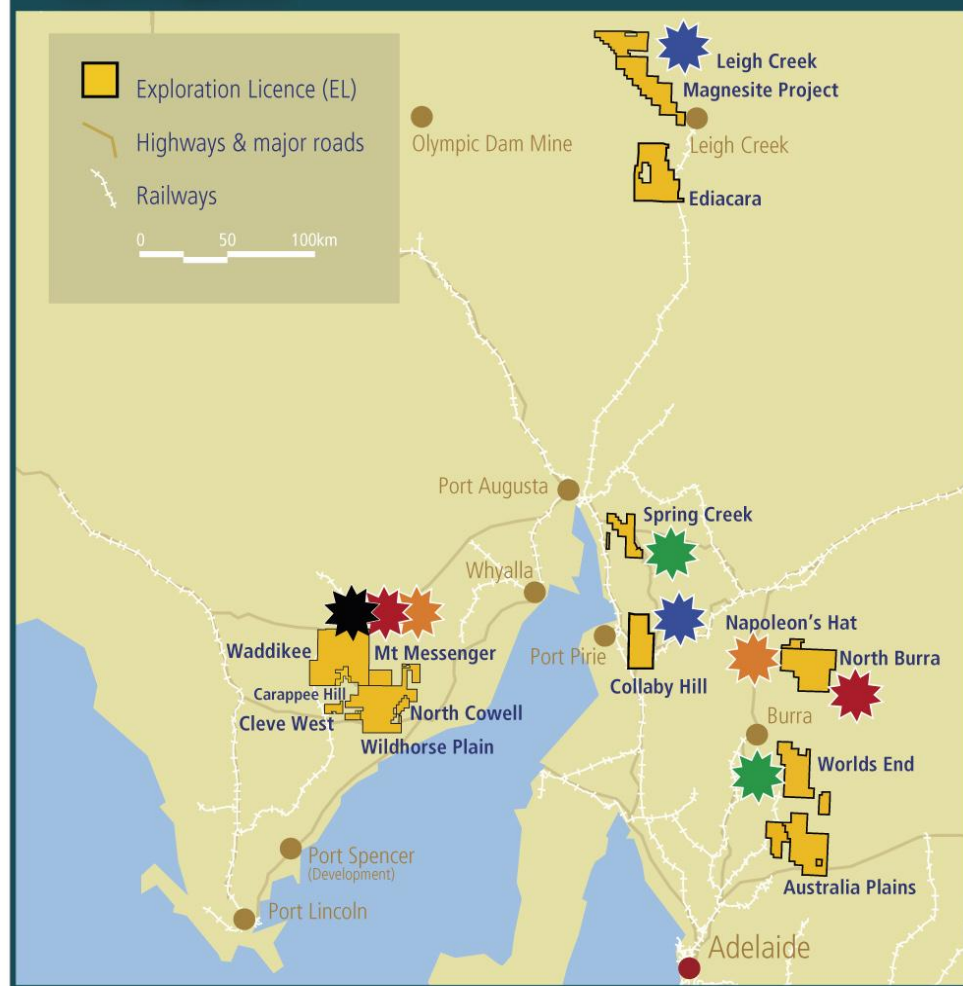 Exploration Licence (EL)
Highways & major roads
Railways
0 50 100km
Leigh Creek
Magnesite Project
Olympic Dam Mine
Leigh Creek
Ediacara
Port Augusta
Spring Creek
Whyalla
Napoleon's Hat
Waddikee
Mt Messenger
Port Pirie
North Burra
Collaby Hill
Carappee Hill
Cleve West
North Cowell
Burra
Wildhorse Plain
Worlds End
Port Spencer
(Development)
Australia Plains
Port Lincoln
Adelaide